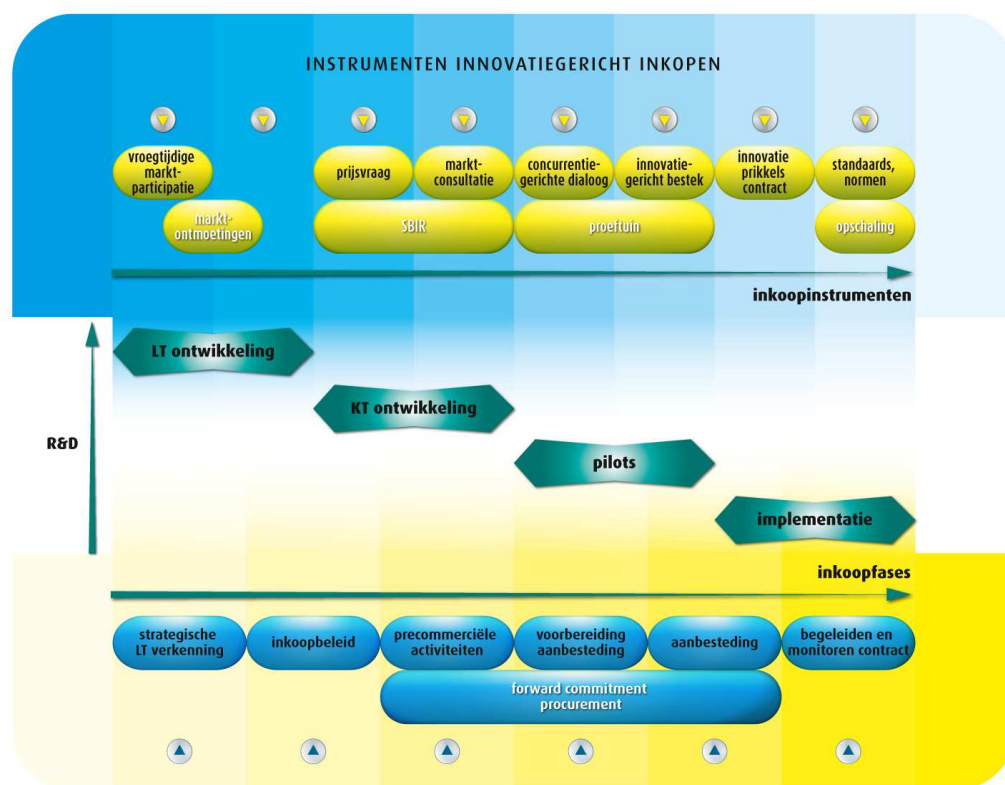 INSTRUMENTEN INNOVATIEGERICHT INKOPEN
vroegtijdige
markt-
participatie
prijsvraag
markt-
consultatie
concurrentie-
gerichte dialoog
innovatie-
gericht bestek
innovatie
prikkels
contract
standaards,
normen
markt-
ontmoetingen
SBIR
proeftuin
opschaling
inkoopinstrumenten
LT ontwikkeling
KT ontwikkeling
R&D
pilots
implementatie
inkoopfases
strategische
LT verkenning
inkoopbeleid
precommerciële
activiteiten
voorbereiding
aanbesteding
aanbesteding
begeleiden en
monitoren contract
forward commitment
procurement